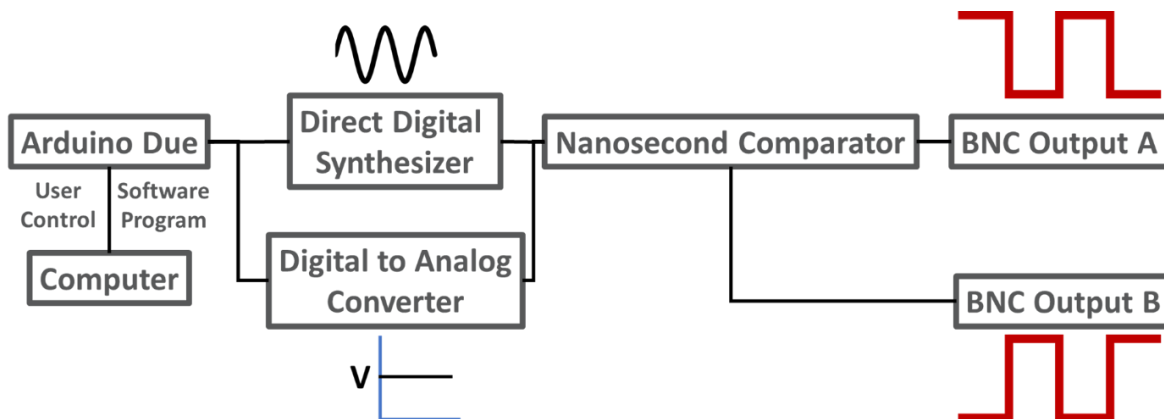 Direct Digital
Synthesizer
Arduino Due
Nanosecond Comparator
BNC Output A
User
Control
Software
Program
Computer
Digital to Analog
Converter
BNC Output B
V